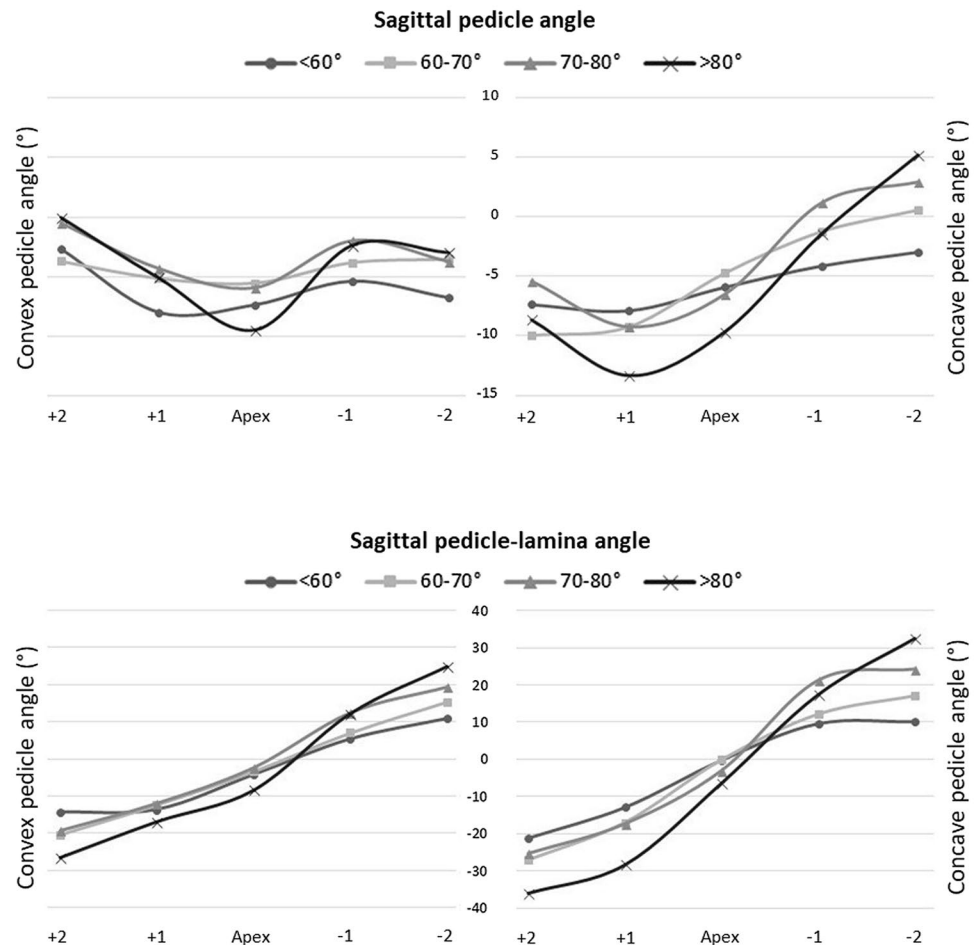 Sagittal pedicle angle
<60° 60-70° 70-80° >80°
Convex pedicle angle (°)
10
5
0
-5
-10
-15
Concave pedicle angle (°)
+2 +1 Apex -1 -2
+2 +1 Apex -1 -2
Sagittal pedicle-lamina angle
<60° 60-70° 70-80° >80°
Convex pedicle angle (°)
40
30
20
10
0
-10
-20
-30
-40
Concave pedicle angle (°)
+2 +1 Apex -1 -2
+2 +1 Apex -1 -2